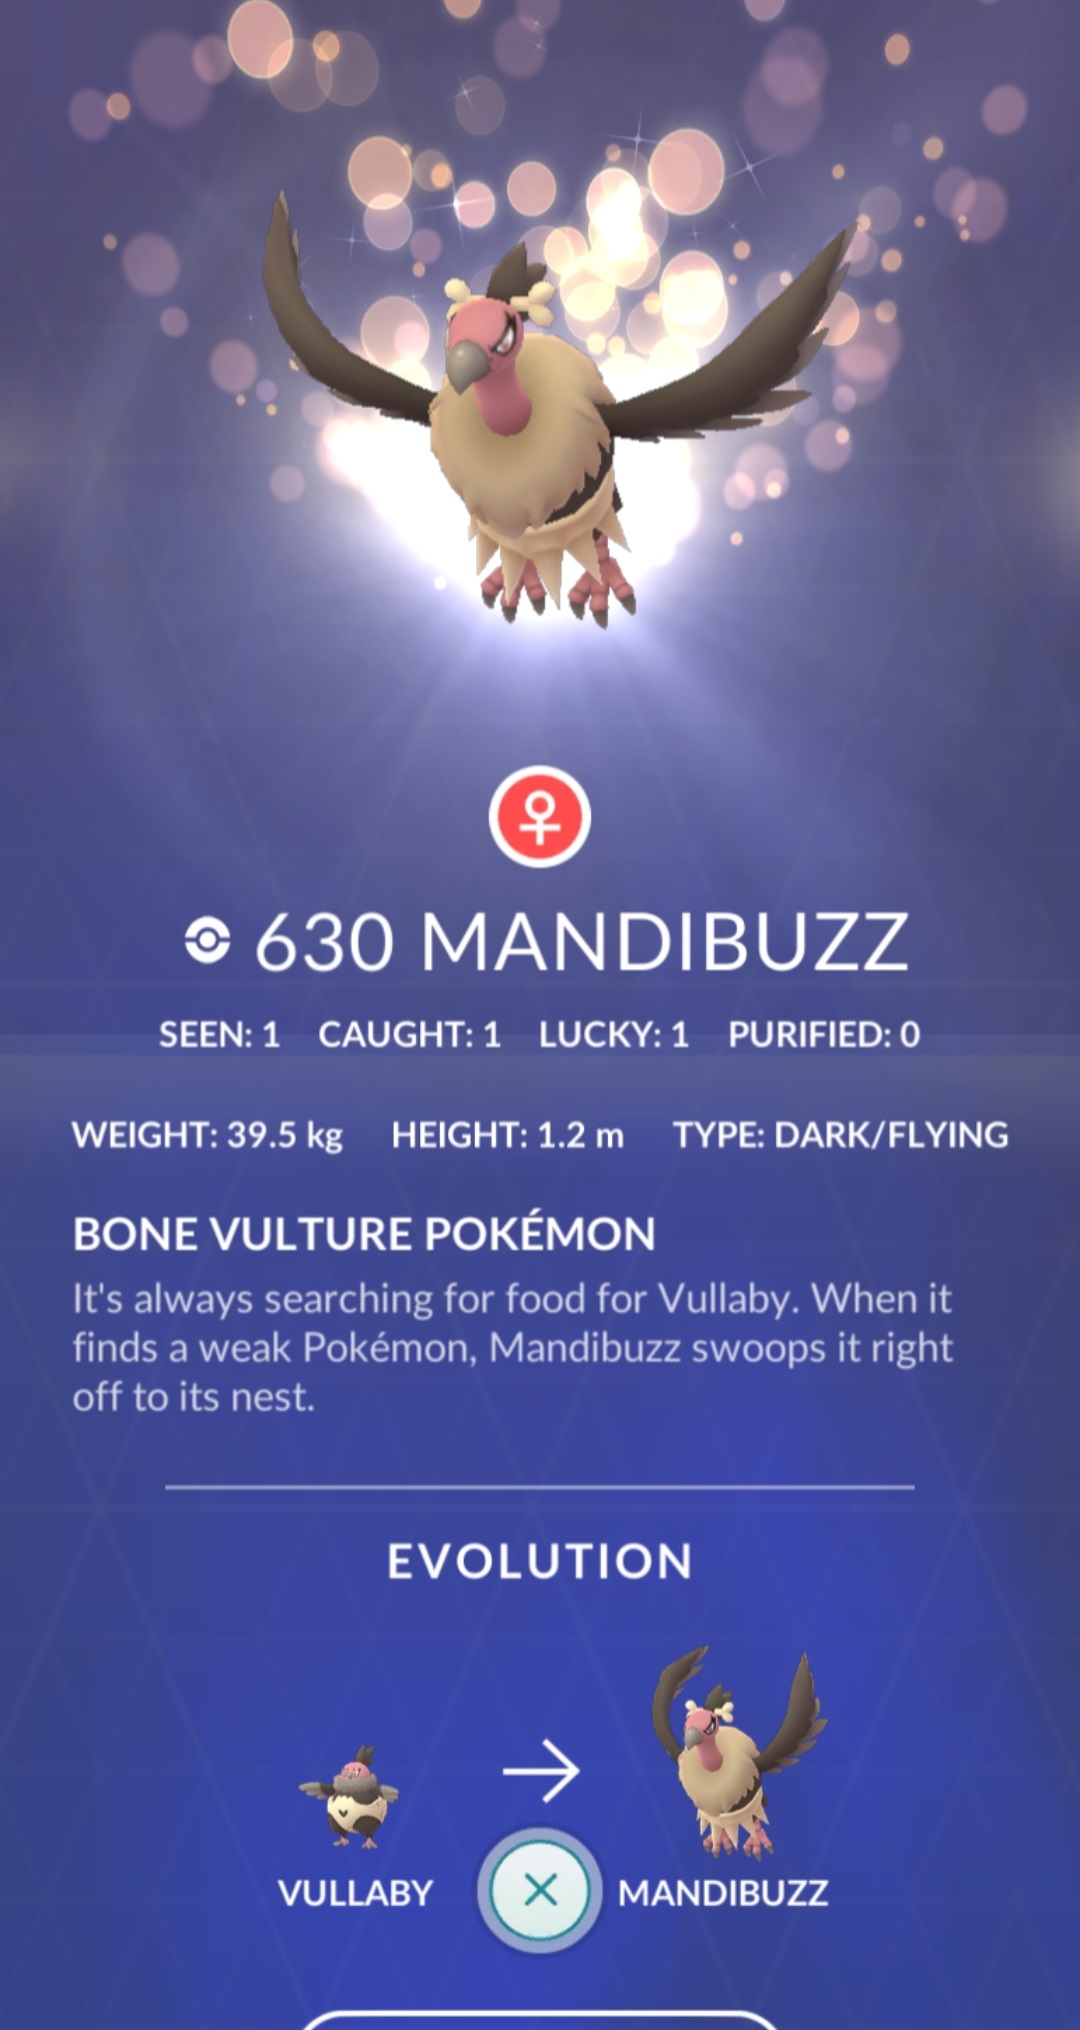 630 MANDIBUZZ
SEEN: 1 CAUGHT: 1 LUCKY: 1 PURIFIED: 0
WEIGHT: 39.5 kg HEIGHT: 1.2 m TYPE: DARK/FLYING
BONE VULTURE POKÉMON
It's always searching for food for Vullaby. When it
finds a weak Pokémon, Mandibuzz swoops it right
off to its nest.
EVOLUTION
VULLABY MANDIBUZZ